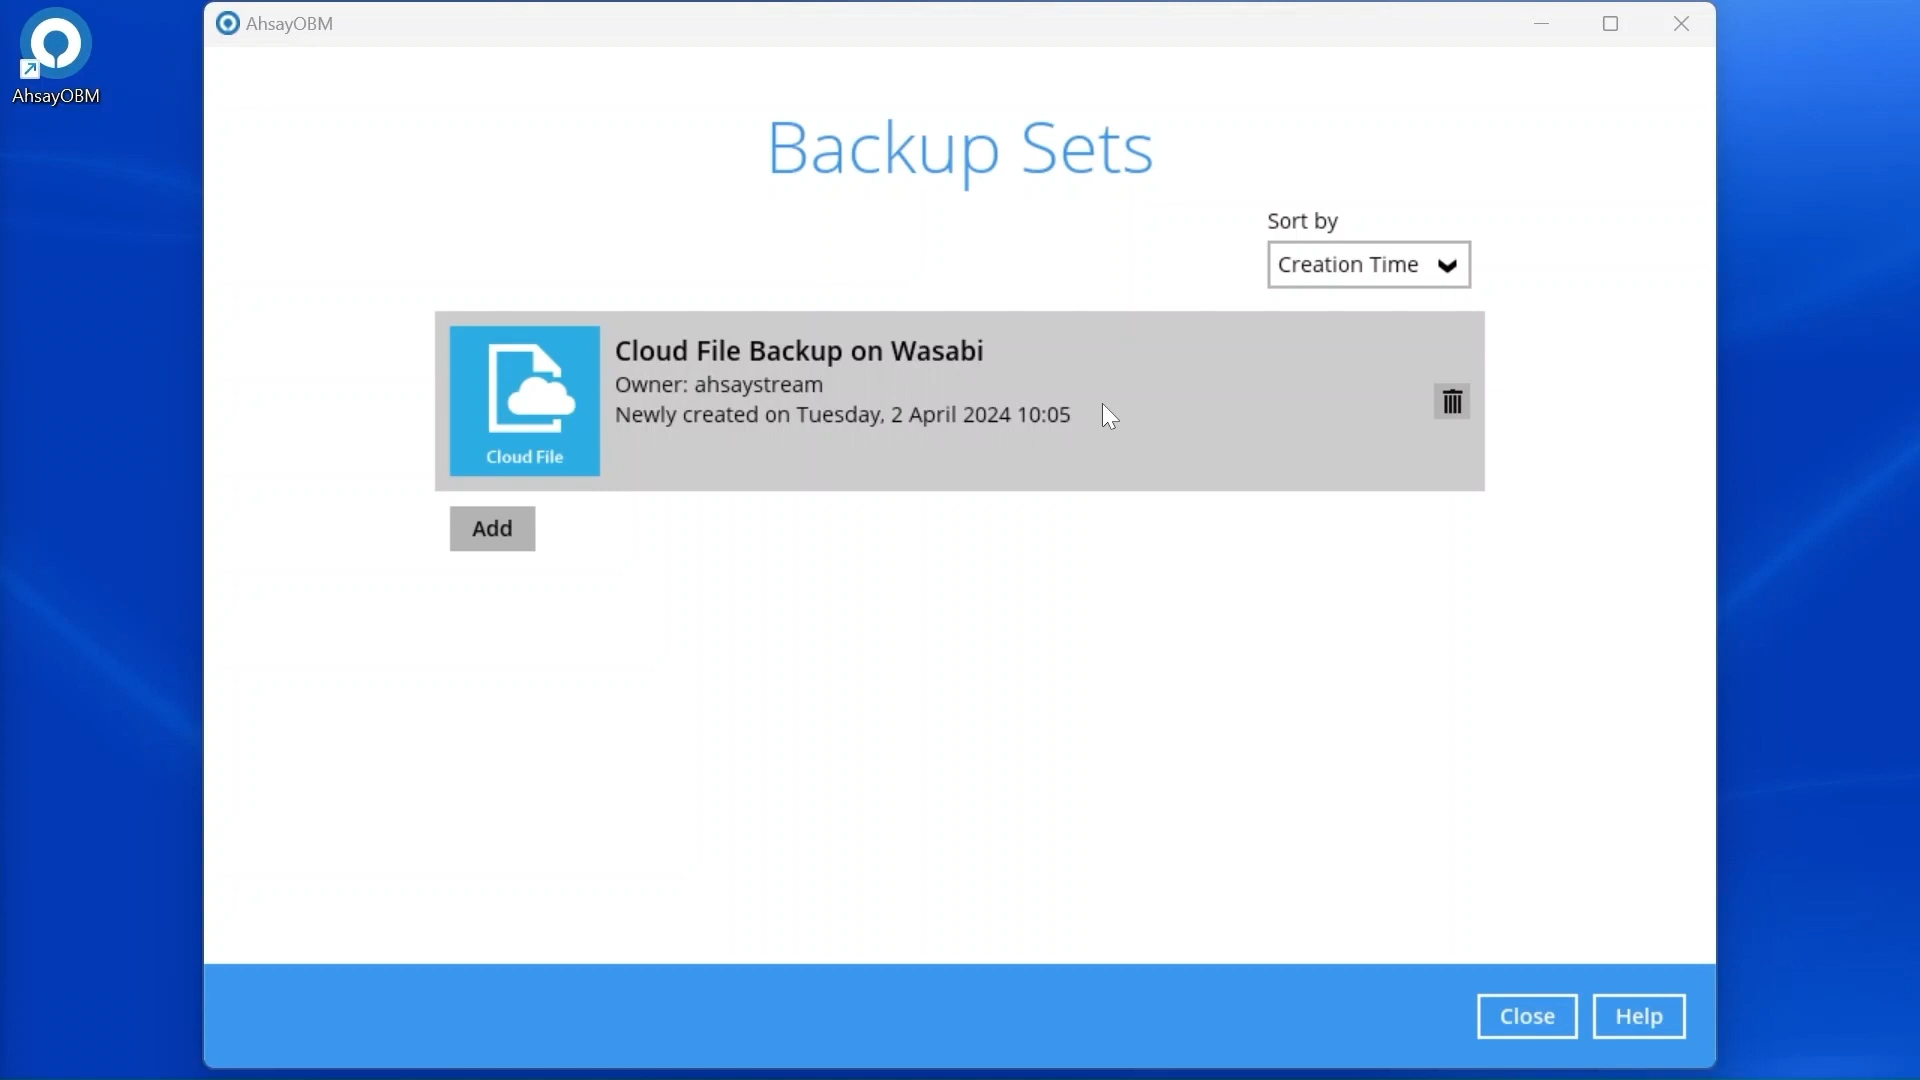 AhsayOBM
AhsayOBM
Backup Sets
Sort by
Creation Time
Cloud File Backup on Wasabi
Owner: ahsaystream
Newly created on Tuesday, 2 April 2024 10:05
Cloud File
Add
Close
Help